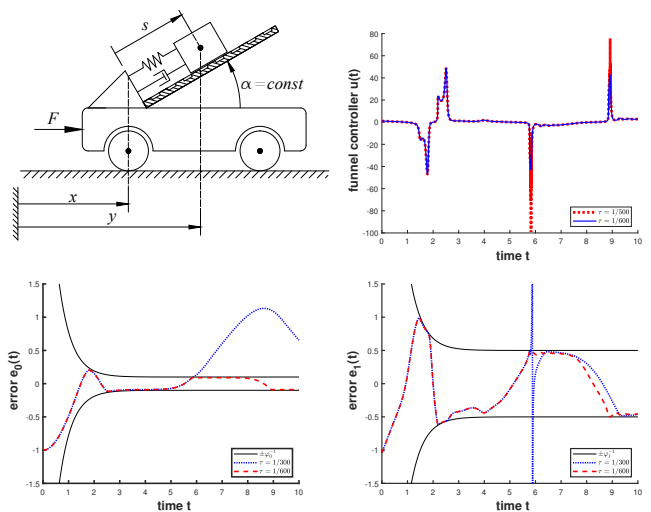 s
α = const
F
x
y
funnel controller u(t)
80
60
40
20
0
-20
-40
-60
-80
-100
0 1 2 3 4 5 6 7 8 9 10
time t
τ = 1/500
τ = 1/600
error e₀(t)
1.5
1
0.5
0
-0.5
-1
-1.5
0 1 2 3 4 5 6 7 8 9 10
time t
±φ₀⁻¹
τ = 1/300
τ = 1/600
error e₁(t)
1.5
1
0.5
0
-0.5
-1
-1.5
0 1 2 3 4 5 6 7 8 9 10
time t
±φ₁⁻¹
τ = 1/300
τ = 1/600